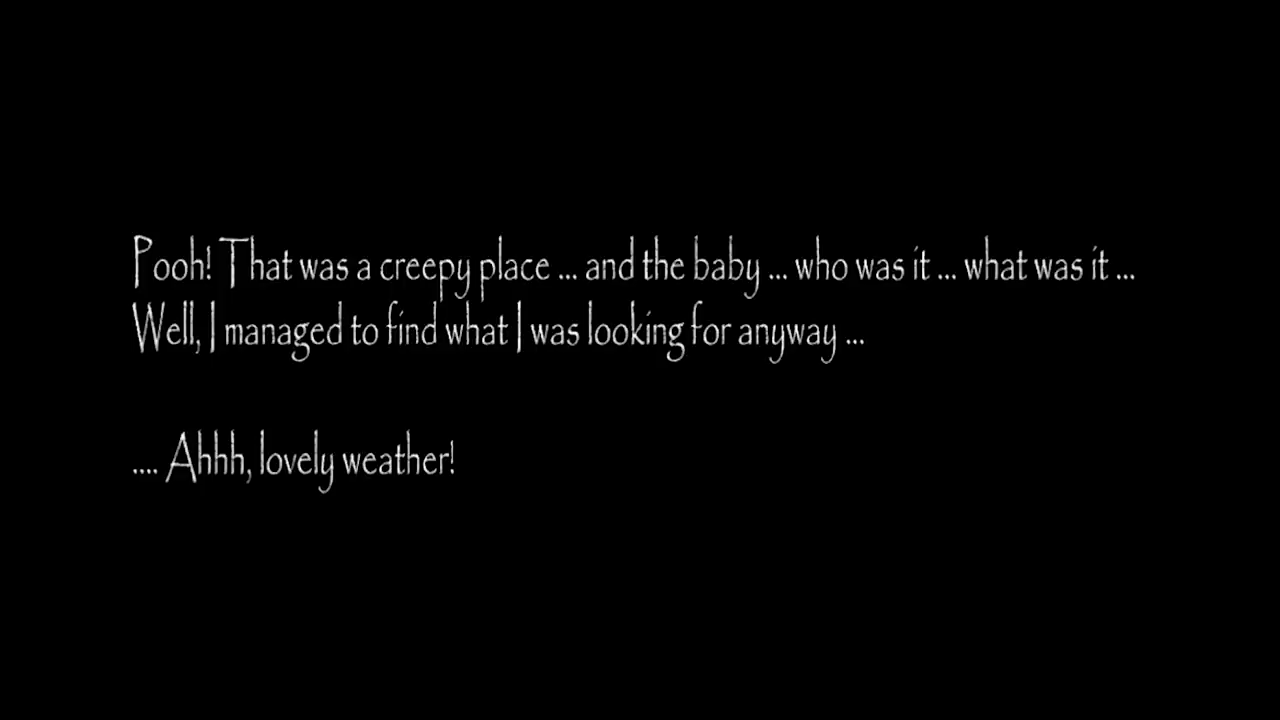 Pooh! That was a creepy place ... and the baby ... who was it ... what was it ...
Well, I managed to find what I was looking for anyway ...
.... Ahhh, lovely weather!